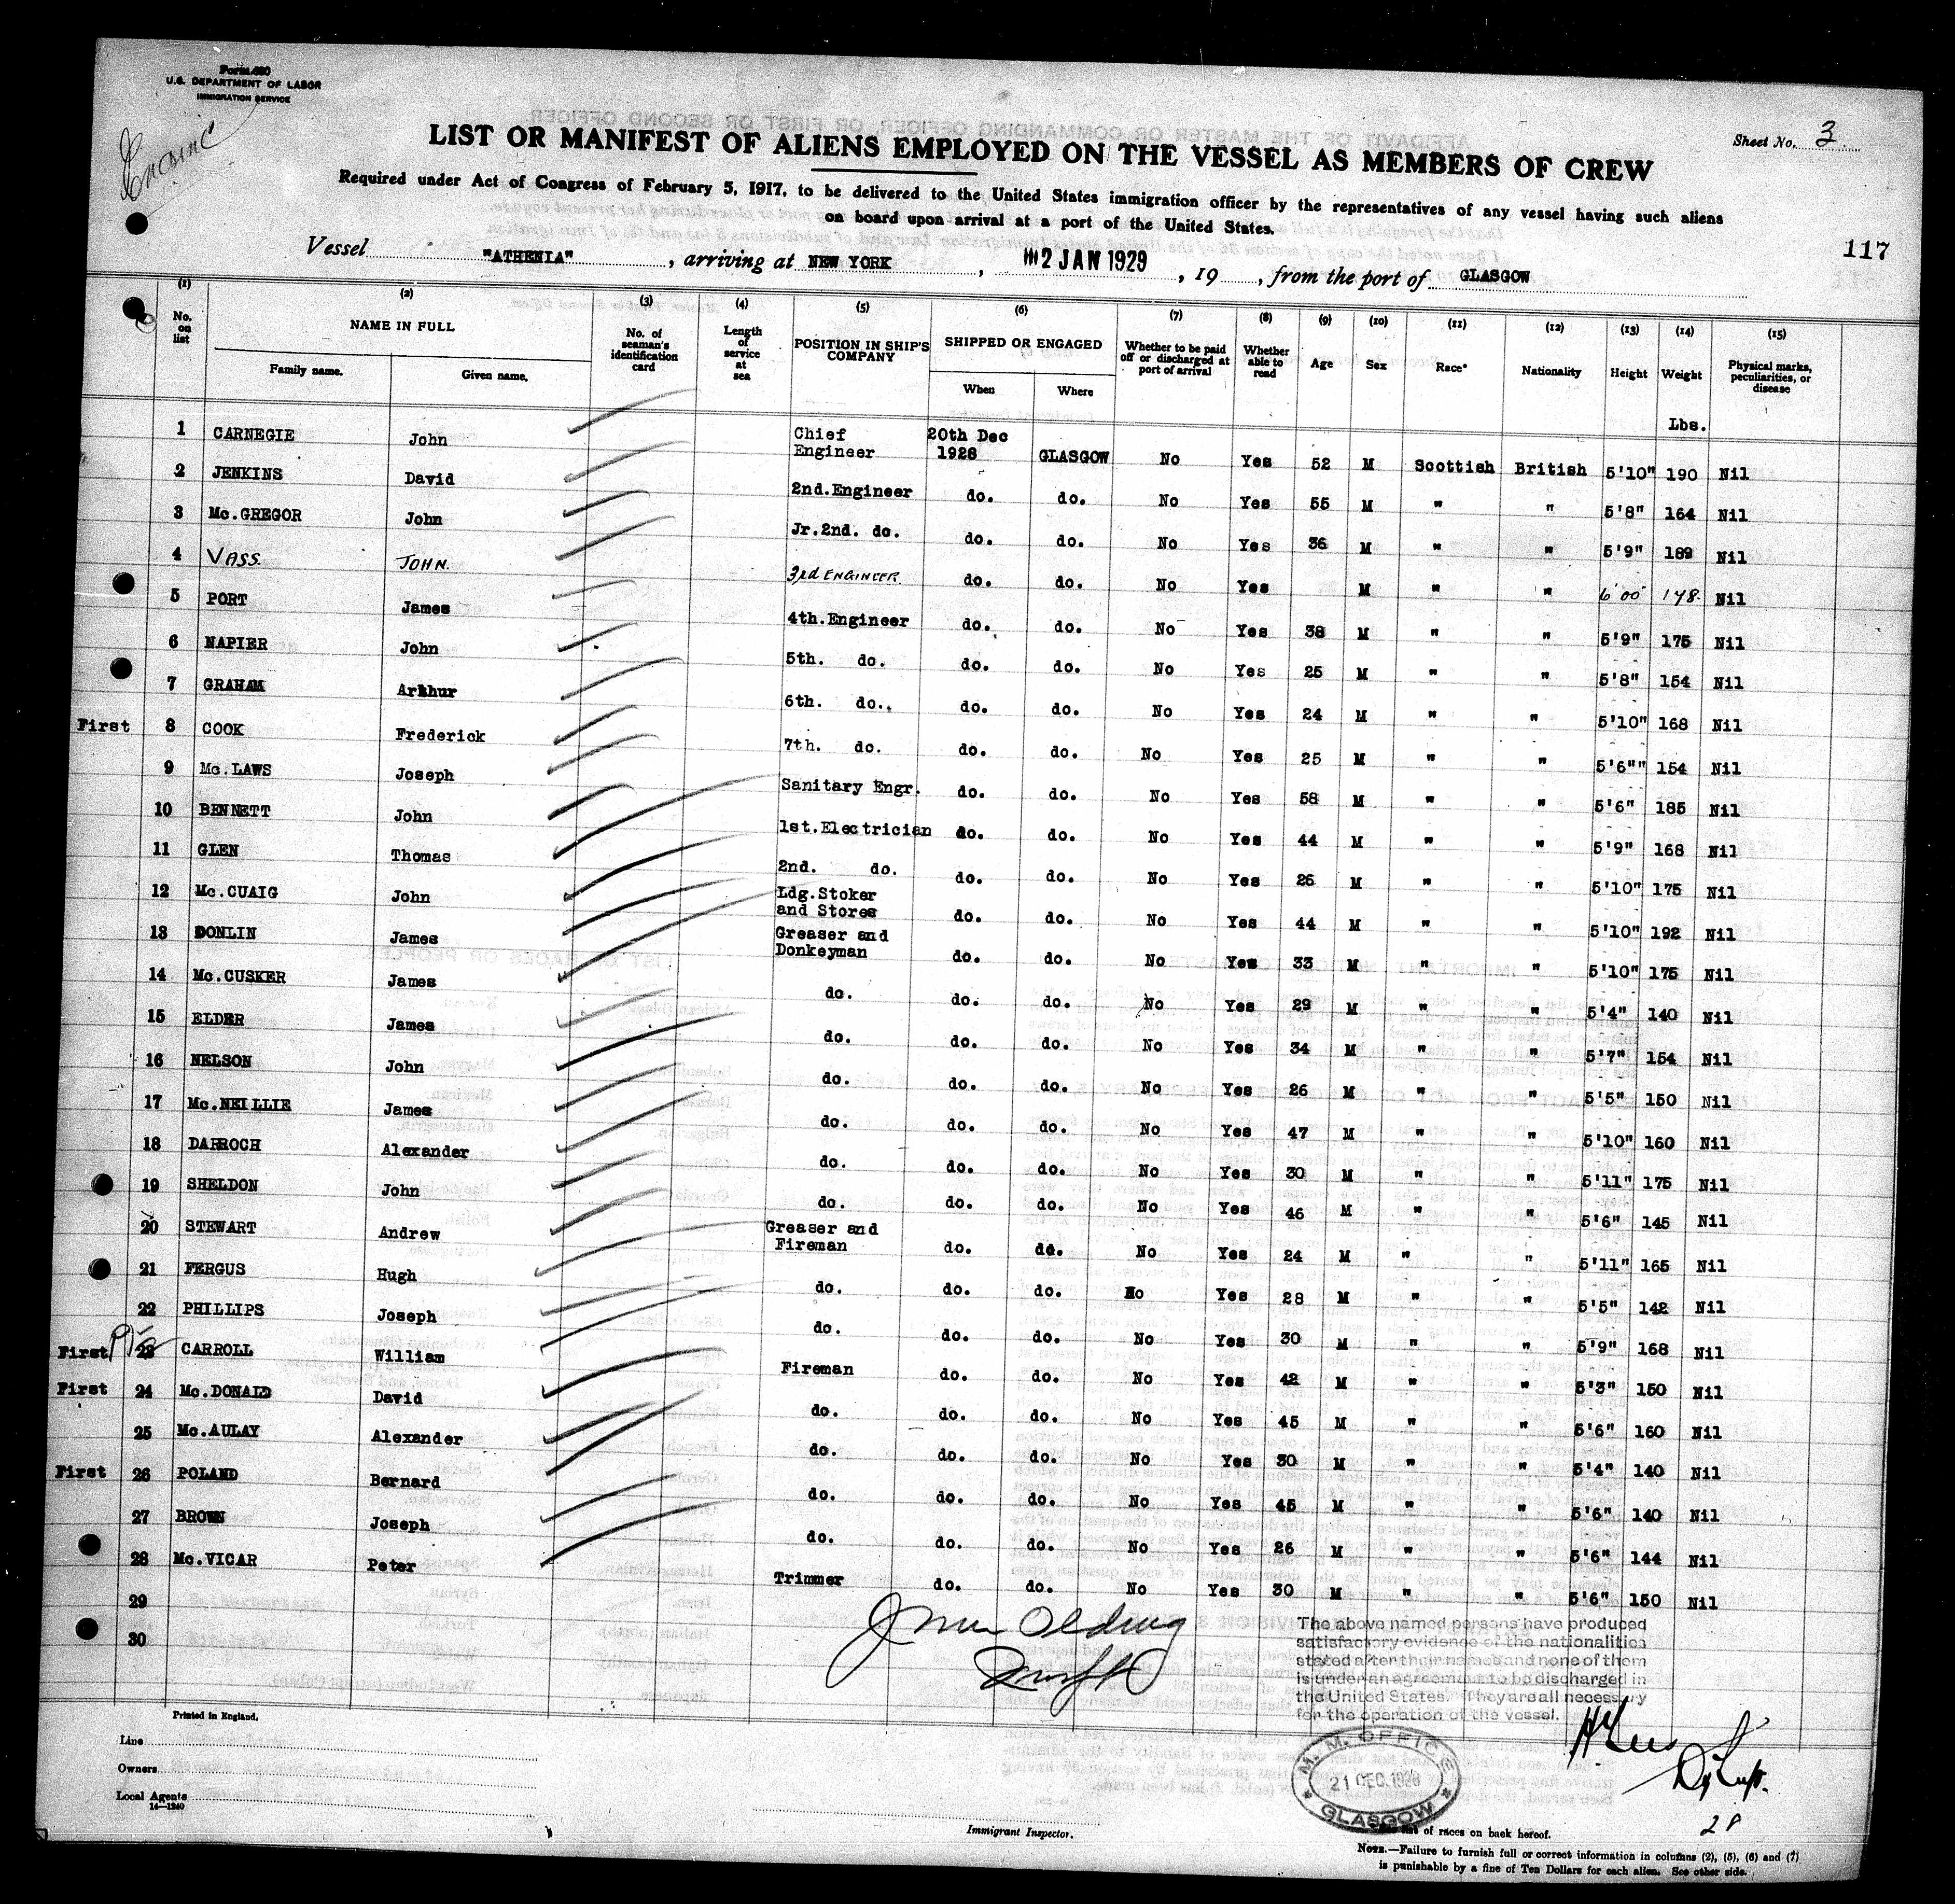 Form 680
U.S. DEPARTMENT OF LABOR
IMMIGRATION SERVICE
Engine
Sheet No. 3
LIST OR MANIFEST OF ALIENS EMPLOYED ON THE VESSEL AS MEMBERS OF CREW
Required under Act of Congress of February 5, 1917, to be delivered to the United States immigration officer by the representatives of any vessel having such aliens
on board upon arrival at a port of the United States.
117
Vessel "ATHENIA", arriving at NEW YORK, 2 JAN 1929, 19, from the port of GLASGOW
(1) (2) (3) (4) (5) (6) (7) (8) (9) (10) (11) (12) (13) (14) (15)
No. on list NAME IN FULL No. of seaman's identification card Length of service at sea POSITION IN SHIP'S COMPANY SHIPPED OR ENGAGED Whether to be paid off or discharged at port of arrival Whether able to read Age Sex Race* Nationality Height Weight Physical marks, peculiarities, or disease
Family name. Given name. When Where
Lbs.
1 CARNEGIE John Chief Engineer 20th Dec 1928 GLASGOW No Yes 52 M Scottish British 5'10" 190 Nil
2 JENKINS David 2nd.Engineer do. do. No Yes 55 M " " 5'8" 164 Nil
3 Mc.GREGOR John Jr.2nd. do. do. do. No Yes 36 M " " 5'9" 189 Nil
4 VASS. JOHN. 3rd ENGINEER do. do. No Yes M " " 6'00" 178. Nil
5 PORT James 4th.Engineer do. do. No Yes 38 M " " 5'9" 175 Nil
6 NAPIER John 5th. do. do. do. No Yes 25 M " " 5'8" 154 Nil
7 GRAHAM Arthur 6th. do.. do. do. No Yes 24 M " " 5'10" 168 Nil
First 8 COOK Frederick 7th. do. do. do. No Yes 25 M " " 5'6"" 154 Nil
9 Mc.LAWS Joseph Sanitary Engr. do. do. No Yes 58 M " " 5'6" 185 Nil
10 BENNETT John 1st.Electrician do. do. No Yes 44 M " " 5'9" 168 Nil
11 GLEN Thomas 2nd. do. do. do. No Yes 26 M " " 5'10" 175 Nil
12 Mc.CUAIG John Ldg.Stoker and Stores do. do. No Yes 44 M " " 5'10" 192 Nil
13 DONLIN James Greaser and Donkeyman do. do. No Yes 33 M " " 5'10" 175 Nil
14 Mc.CUSKER James do. do. do. No Yes 29 M " " 5'4" 140 Nil
15 ELDER James do. do. do. No Yes 34 M " " 5'7" 154 Nil
16 NELSON John do. do. do. No Yes 26 M " " 5'5" 150 Nil
17 Mc.NEILLIE James do. do. do. No Yes 47 M " " 5'10" 160 Nil
18 DARROCH Alexander do. do. do. No Yes 30 M " " 5'11" 175 Nil
19 SHELDON John do. do. do. No Yes 46 M " " 5'6" 145 Nil
20 STEWART Andrew Greaser and Fireman do. do. No Yes 24 M " " 5'11" 165 Nil
21 FERGUS Hugh do. do. do. No Yes 28 M " " 5'5" 142 Nil
22 PHILLIPS Joseph do. do. do. No Yes 30 M " " 5'9" 168 Nil
First 23 CARROLL William Fireman do. do. No Yes 42 M " " 5'3" 150 Nil
First 24 Mc.DONALD David do. do. do. No Yes 45 M " " 5'6" 160 Nil
25 Mc.AULAY Alexander do. do. do. No Yes 30 M " " 5'4" 140 Nil
First 26 POLAND Bernard do. do. do. No Yes 45 M " " 5'6" 140 Nil
27 BROWN Joseph do. do. do. No Yes 26 M " " 5'6" 144 Nil
28 Mc.VICAR Peter Trimmer do. do. No Yes 30 M " " 5'6" 150 Nil
29
30
The above named persons have produced
satisfactory evidence of the nationalities
stated after their names and none of them
is under an agreement to be discharged in
the United States. They are all necessary
for the operation of the vessel.
Printed in England.
Line
Owners
Local Agents
14—1240
M. M. OFFICE
21 DEC. 1928
GLASGOW
Immigrant Inspector.
28
of races on back hereof.
NOTE.—Failure to furnish full or correct information in columns (2), (5), (6) and (7)
is punishable by a fine of Ten Dollars for each alien. See other side.